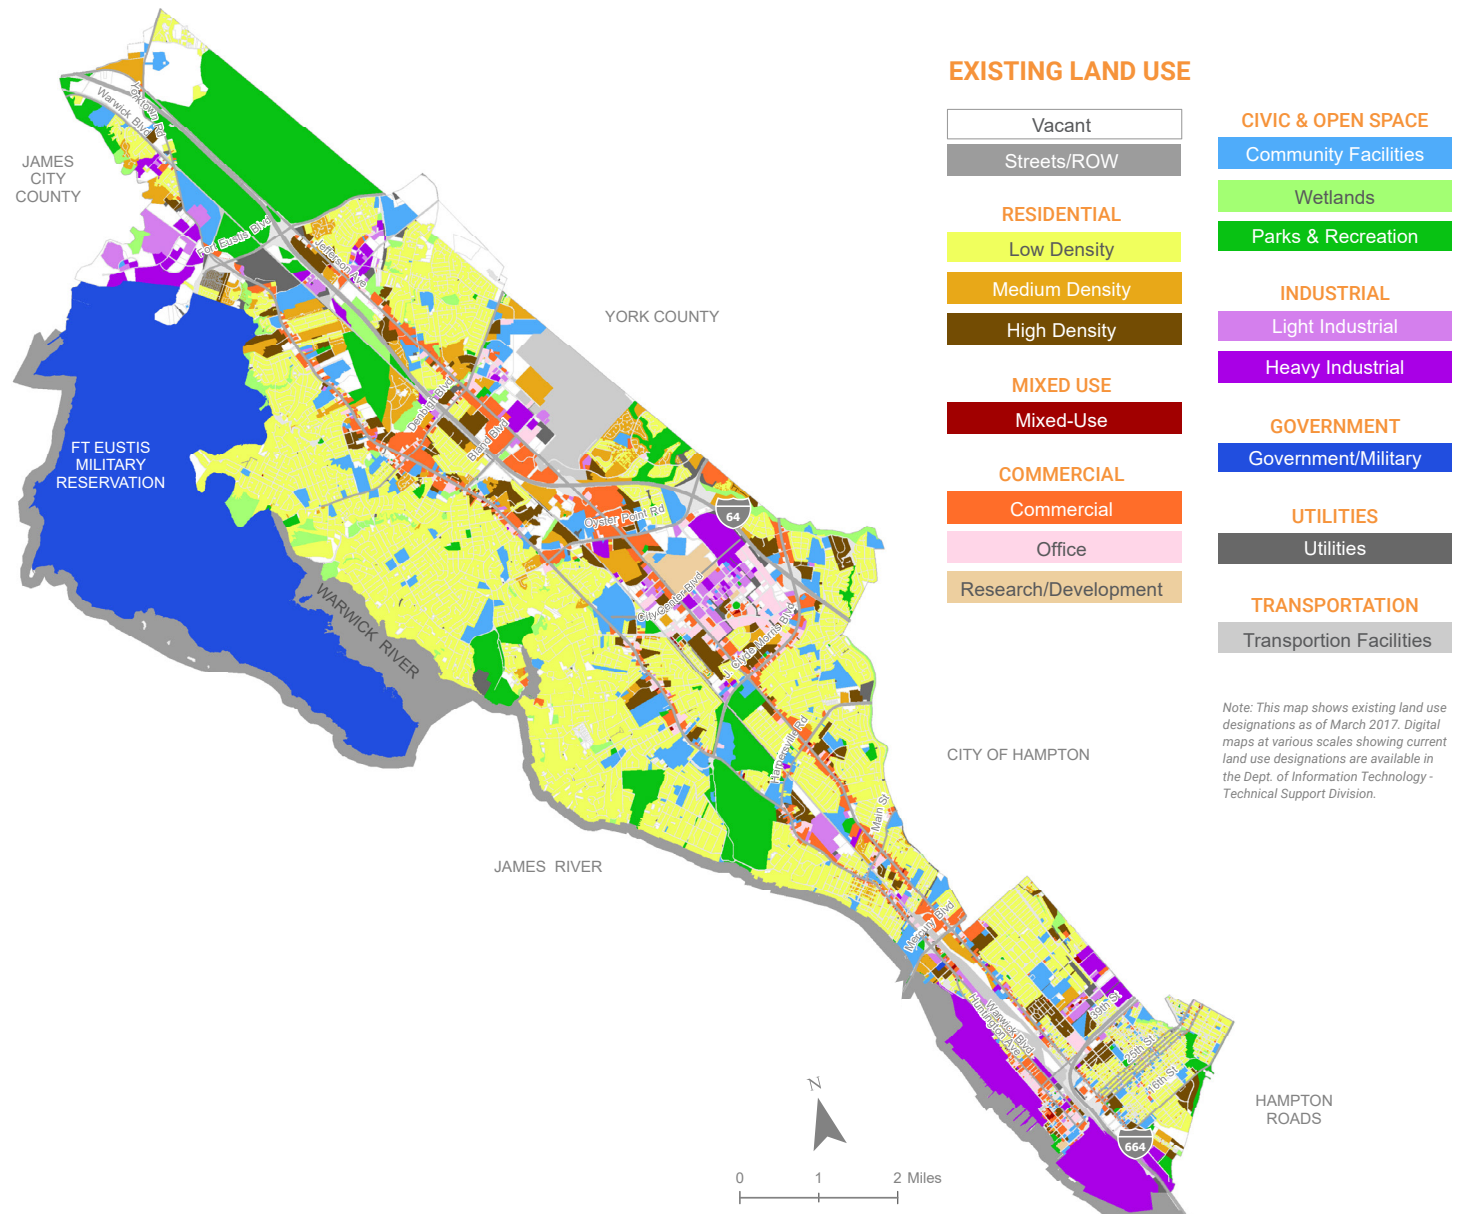 EXISTING LAND USE
Vacant
Streets/ROW
RESIDENTIAL
Low Density
Medium Density
High Density
MIXED USE
Mixed-Use
COMMERCIAL
Commercial
Office
Research/Development
CIVIC & OPEN SPACE
Community Facilities
Wetlands
Parks & Recreation
INDUSTRIAL
Light Industrial
Heavy Industrial
GOVERNMENT
Government/Military
UTILITIES
Utilities
TRANSPORTATION
Transportion Facilities
Note: This map shows existing land use
designations as of March 2017. Digital
maps at various scales showing current
land use designations are available in
the Dept. of Information Technology -
Technical Support Division.
JAMES
CITY
COUNTY
Warwick Blvd
Yorktown Rd
Fort Eustis Blvd
Jefferson Ave
YORK COUNTY
FT EUSTIS
MILITARY
RESERVATION
Denbigh Blvd
Bland Blvd
Oyster Point Rd
64
WARWICK RIVER
City Center Blvd
J. Clyde Morris Blvd
Harpersville Rd
CITY OF HAMPTON
Main St
JAMES RIVER
Mercury Blvd
Warwick Blvd
Huntington Ave
39th St
25th St
16th St
HAMPTON
ROADS
664
N
0 1 2 Miles